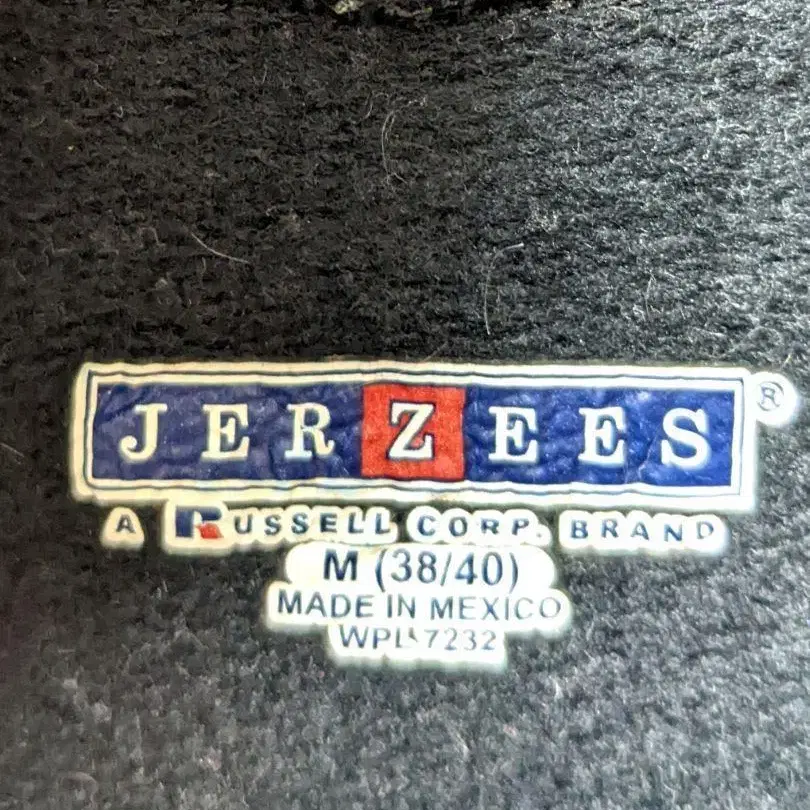 JERZEES®
A RUSSELL CORP. BRAND
M (38/40)
MADE IN MEXICO
WPL 7232